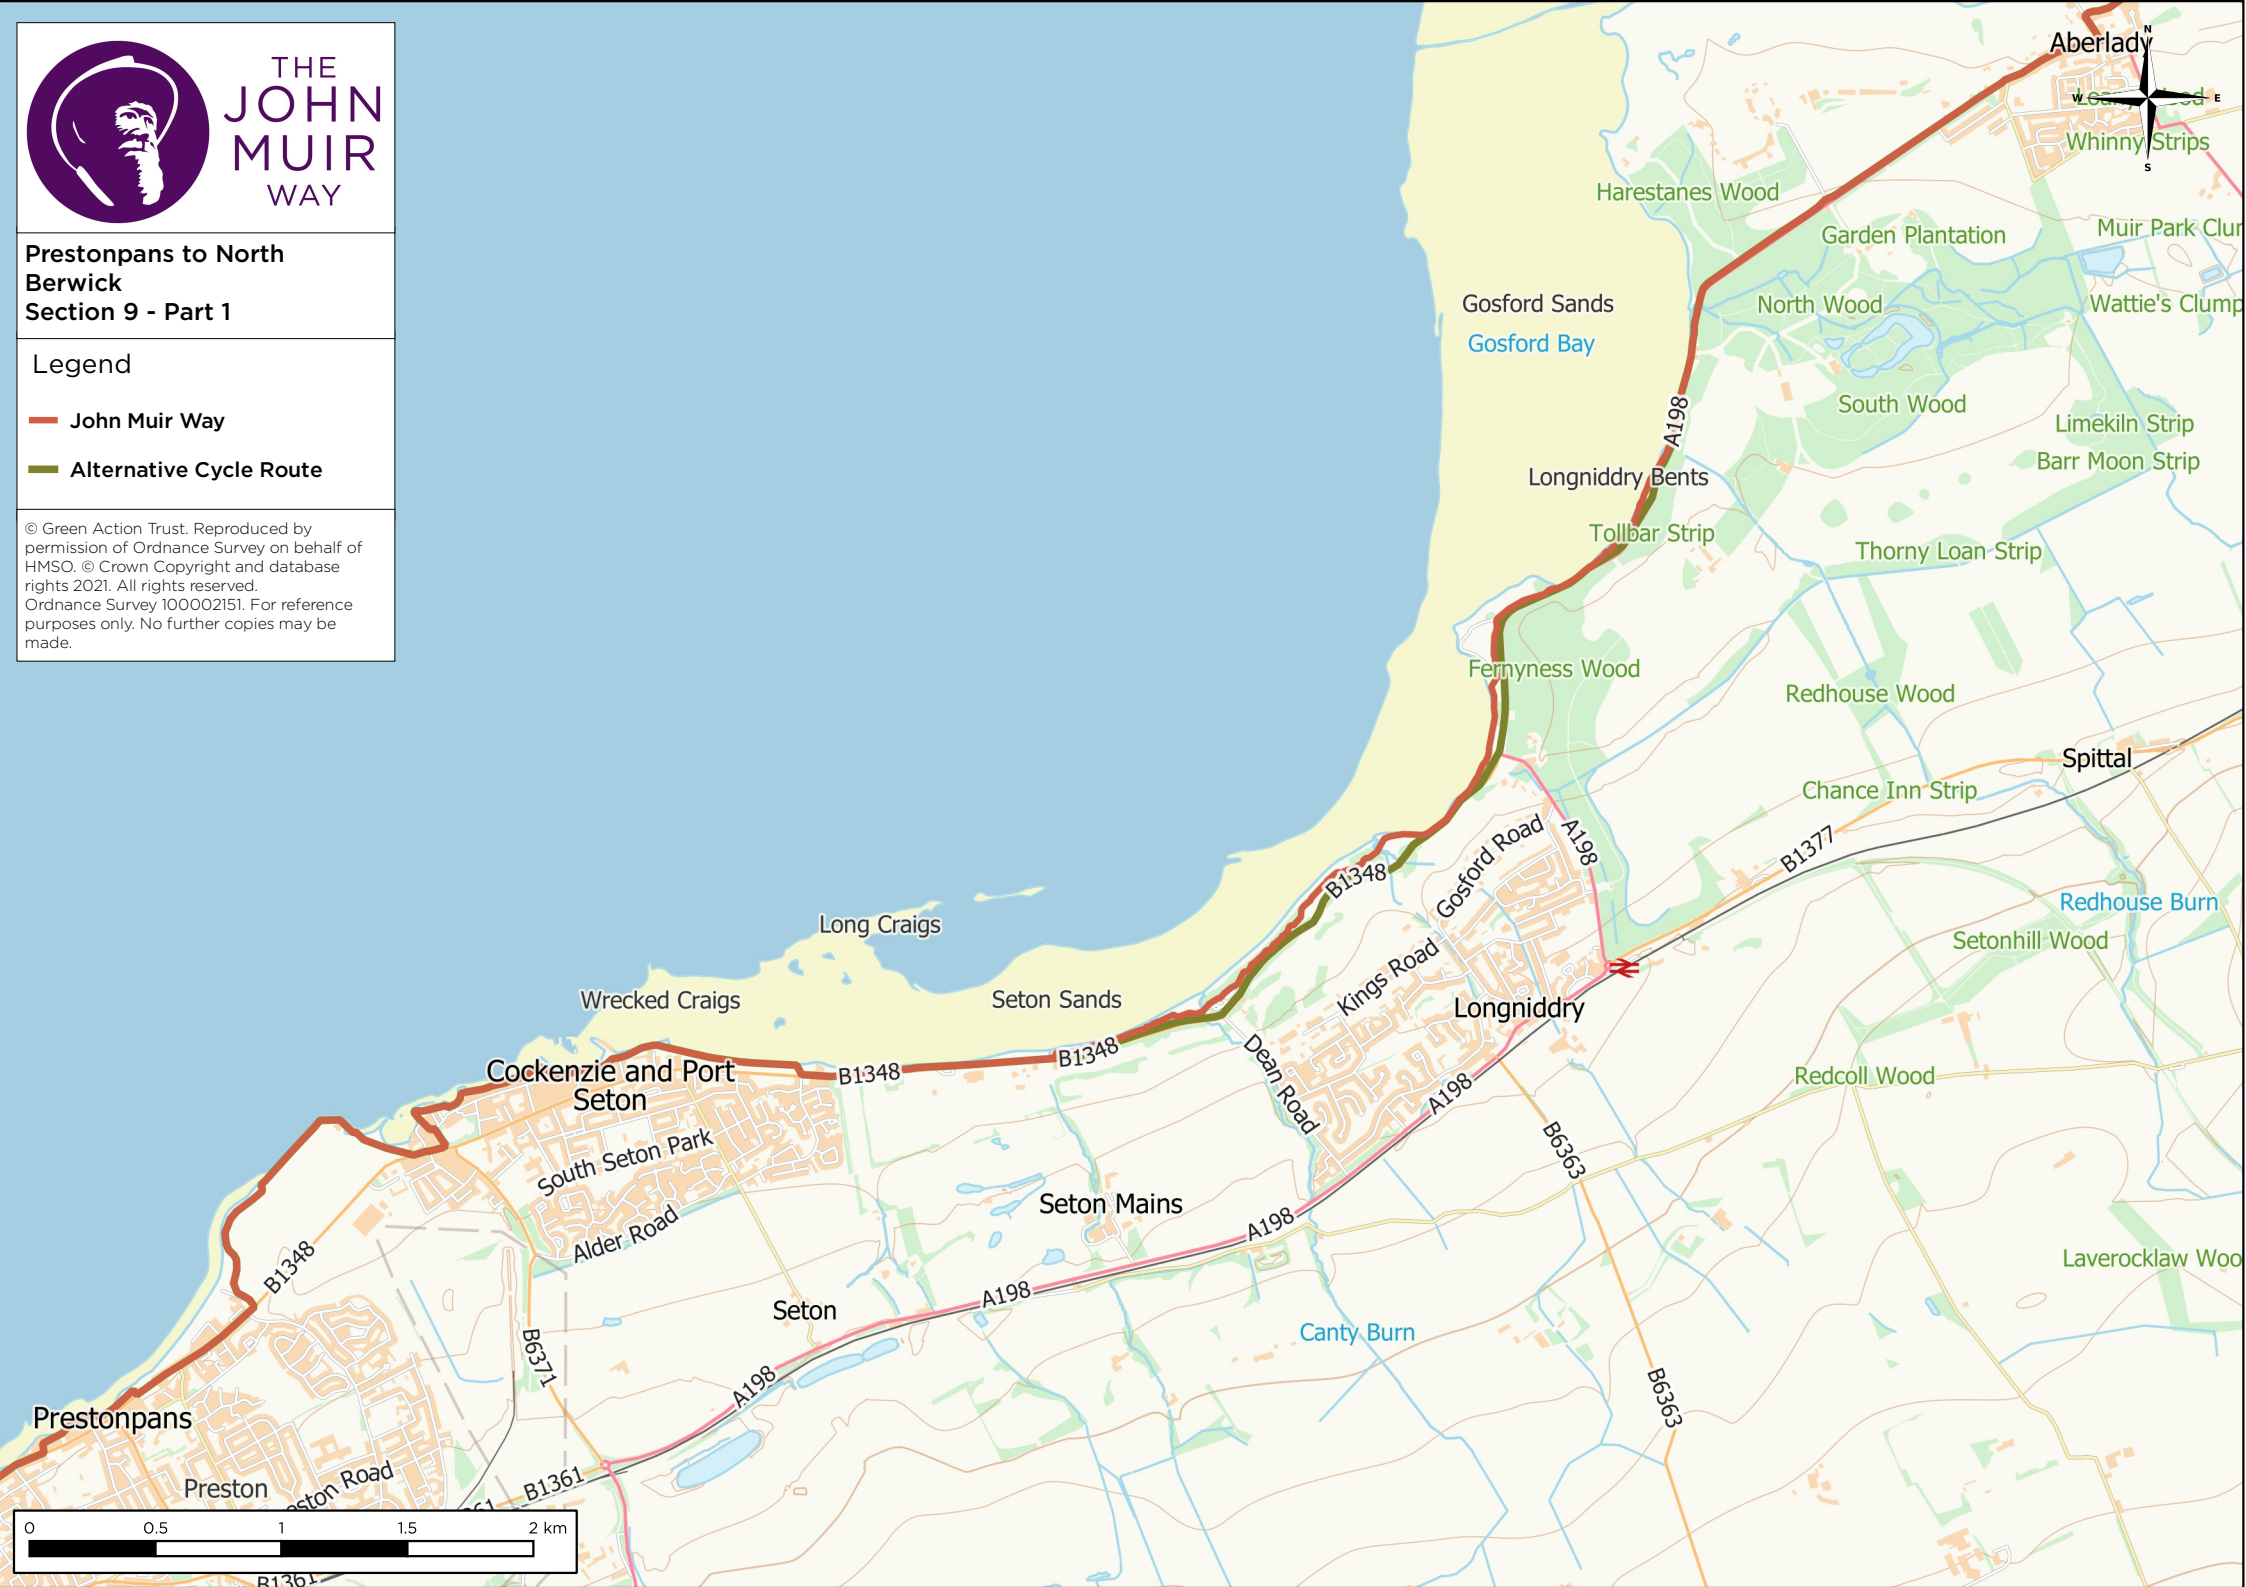 THE
JOHN
MUIR
WAY
Prestonpans to North
Berwick
Section 9 - Part 1
Legend
John Muir Way
Alternative Cycle Route
© Green Action Trust. Reproduced by
permission of Ordnance Survey on behalf of
HMSO. © Crown Copyright and database
rights 2021. All rights reserved.
Ordnance Survey 100002151. For reference
purposes only. No further copies may be
made.
N
Aberlady
W
E
S
Whinny Strips
Harestanes Wood
Garden Plantation
Muir Park Clum
Gosford Sands
North Wood
Wattie's Clump
Gosford Bay
South Wood
A198
Limekiln Strip
Barr Moon Strip
Longniddry Bents
Tollbar Strip
Thorny Loan Strip
Fernyness Wood
Redhouse Wood
Spittal
Chance Inn Strip
Gosford Road
A198
B1377
B1348
Redhouse Burn
Long Craigs
Setonhill Wood
Kings Road
Wrecked Craigs
Seton Sands
Longniddry
Cockenzie and Port
Seton
B1348
B1348
Dean Road
A198
Redcoll Wood
South Seton Park
B6363
Seton Mains
Alder Road
A198
B1348
Laverocklaw Woo
A198
Seton
Canty Burn
B6371
A198
B6363
Prestonpans
Preston
eston Road
B1361
61
0 0.5 1 1.5 2 km
B1361